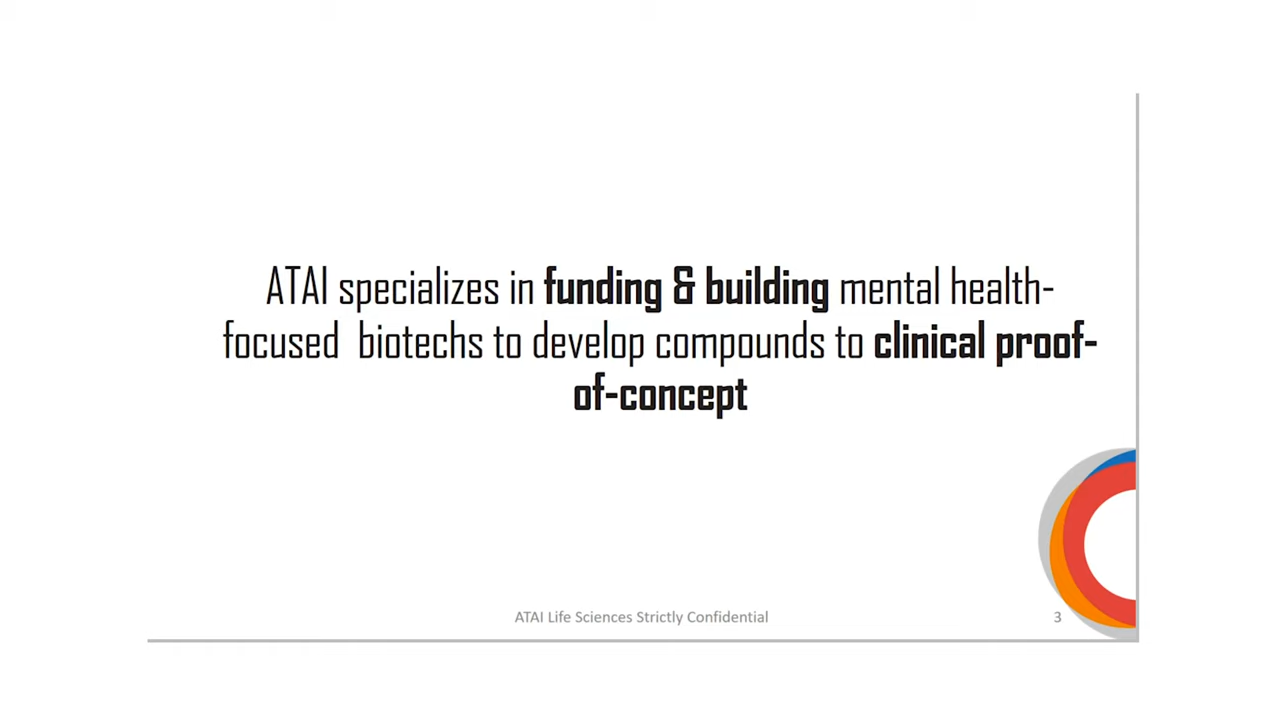 ATAI specializes in funding & building mental health-
focused biotechs to develop compounds to clinical proof-
of-concept
ATAI Life Sciences Strictly Confidential
3